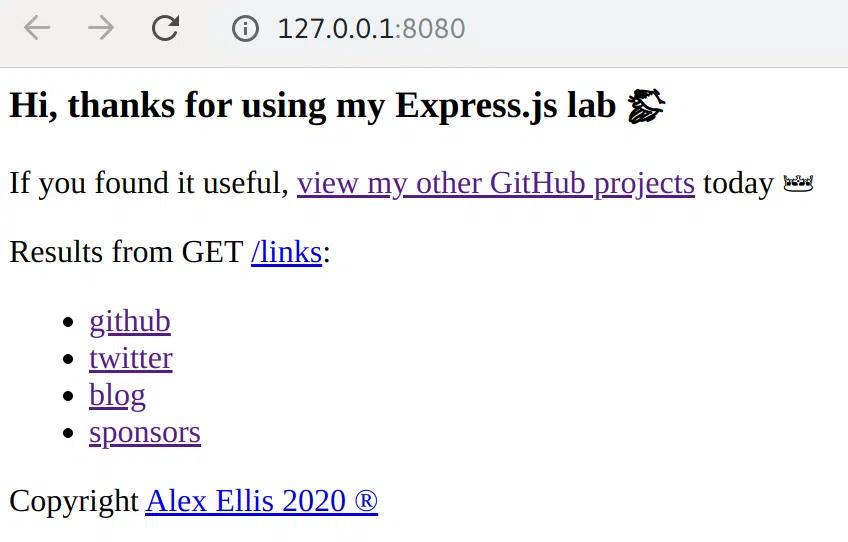 127.0.0.1:8080
Hi, thanks for using my Express.js lab
If you found it useful, view my other GitHub projects today
Results from GET /links:
github
twitter
blog
sponsors
Copyright Alex Ellis 2020 ®